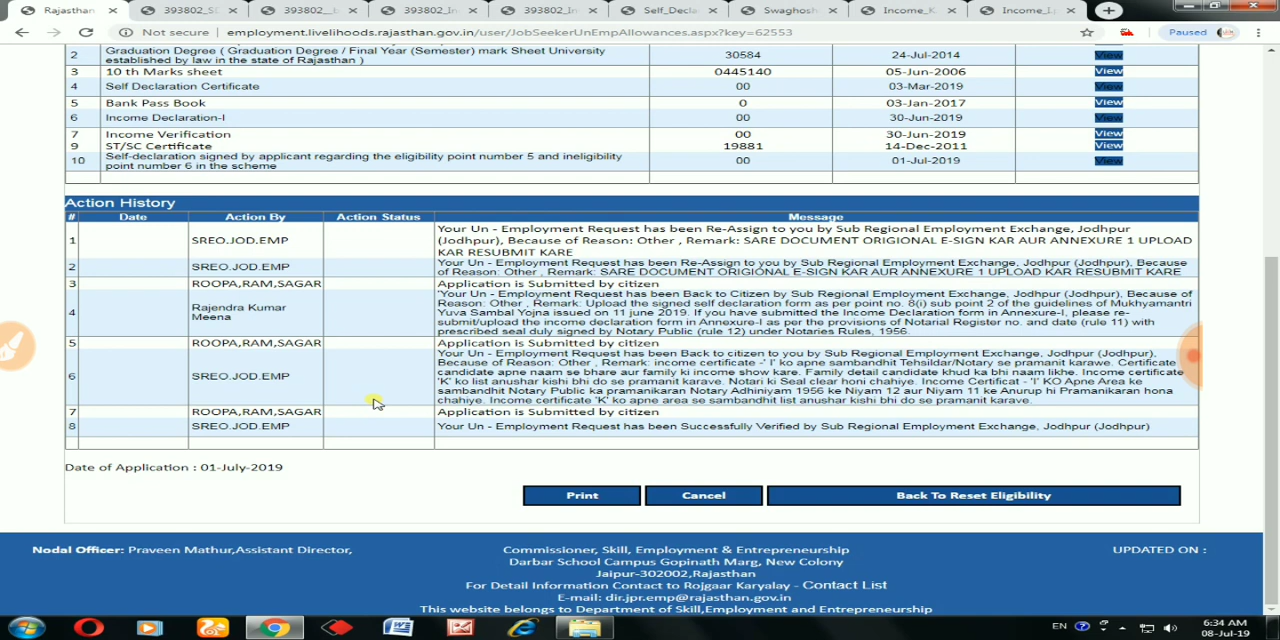 Rajasthan
393802_SC
393802_
393802_In
393802_In
Self_Decla
Swaghosh
Income_K
Income_I
Not secure
employment.livelihoods.rajasthan.gov.in/user/JobSeekerUnEmpAllowances.aspx?key=62553
Paused
2 Graduation Degree ( Graduation Degree / Final Year (Semester) mark Sheet University established by law in the state of Rajasthan ) 30584 24-Jul-2014 View
3 10 th Marks sheet 0445140 05-Jun-2006 View
4 Self Declaration Certificate 00 03-Mar-2019 View
5 Bank Pass Book 0 03-Jan-2017 View
6 Income Declaration-I 00 30-Jun-2019 View
7 Income Verification 00 30-Jun-2019 View
9 ST/SC Certificate 19881 14-Dec-2011 View
10 Self-declaration signed by applicant regarding the eligibility point number 5 and ineligibility point number 6 in the scheme 00 01-Jul-2019 View
Action History
# Date Action By Action Status Message
1 SREO.JOD.EMP Your Un - Employment Request has been Re-Assign to you by Sub Regional Employment Exchange, Jodhpur
(Jodhpur), Because of Reason: Other , Remark: SARE DOCUMENT ORIGIONAL E-SIGN KAR AUR ANNEXURE 1 UPLOAD
KAR RESUBMIT KARE
2 SREO.JOD.EMP Your Un - Employment Request has been Re-Assign to you by Sub Regional Employment Exchange, Jodhpur (Jodhpur), Because
of Reason: Other , Remark: SARE DOCUMENT ORIGIONAL E-SIGN KAR AUR ANNEXURE 1 UPLOAD KAR RESUBMIT KARE
3 ROOPA,RAM,SAGAR Application is Submitted by citizen
4 Rajendra Kumar Meena 'Your Un - Employment Request has been Back to Citizen by Sub Regional Employment Exchange, Jodhpur (Jodhpur), Because of
Reason: Other , Remark: Upload the signed self declaration form as per point no. 8(i) sub point 2 of the guidelines of Mukhyamantri
Yuva Sambal Yojna issued on 11 june 2019. If you have submitted the Income Declaration form in Annexure-I, please re-
submit/upload the income declaration form in Annexure-I as per the provisions of Notarial Register no. and date (rule 11) with
prescribed seal duly signed by Notary Public (rule 12) under Notaries Rules, 1956.
5 ROOPA,RAM,SAGAR Application is Submitted by citizen
6 SREO.JOD.EMP Your Un - Employment Request has been Back to citizen to you by Sub Regional Employment Exchange, Jodhpur (Jodhpur),
Because of Reason: Other , Remark: income certificate -' I' ko apne sambandhit Tehsildar/Notary se pramanit karawe. Certificate
candidate apne naam se bhare aur family ki income show kare. Family detail candidate khud ka bhi naam likhe. Income certificate
'K' ko list anushar kishi bhi do se pramanit karave. Notari ki Seal clear honi chahiye. Income Certificat - 'I' KO Apne Area ke
sambandhit Notary Public ka pramanikaran Notary Adhiniyam 1956 ke Niyam 12 aur Niyam 11 ke Anurup hi Pramanikaran hona
chahiye. Income certificate 'K' ko apne area se sambandhit list anushar kishi bhi do se pramanit karave.
7 ROOPA,RAM,SAGAR Application is Submitted by citizen
8 SREO.JOD.EMP Your Un - Employment Request has been Successfully Verified by Sub Regional Employment Exchange, Jodhpur (Jodhpur)
Date of Application : 01-July-2019
Print Cancel Back To Reset Eligibility
Nodal Officer: Praveen Mathur,Assistant Director,
Commissioner, Skill, Employment & Entrepreneurship
UPDATED ON :
Darbar School Campus Gopinath Marg, New Colony
Jaipur-302002,Rajasthan
For Detail Information Contact to Rojgaar Karyalay - Contact List
E-mail: dir.jpr.emp@rajasthan.gov.in
This website belongs to Department of Skill,Employment and Entrepreneurship
EN
6:34 AM
08-Jul-19